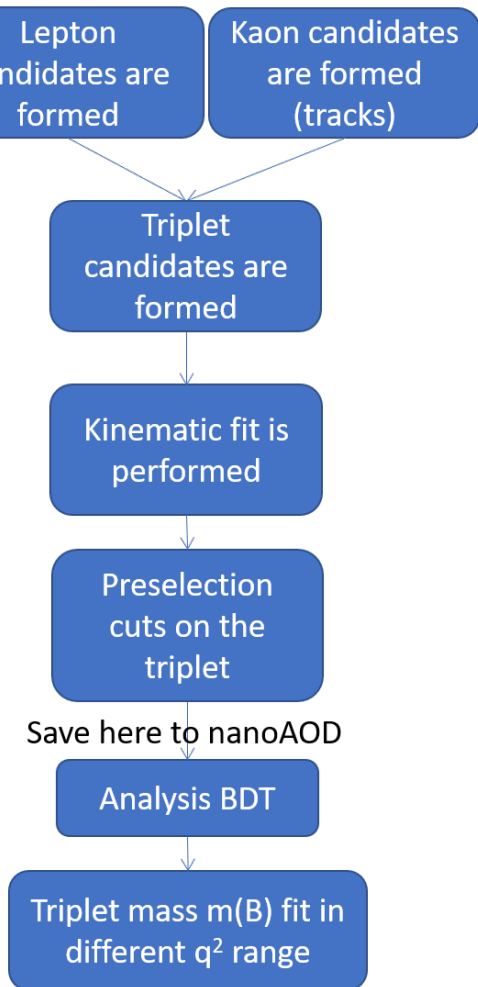 Lepton
ndidates are
formed
Kaon candidates
are formed
(tracks)
Triplet
candidates are
formed
Kinematic fit is
performed
Preselection
cuts on the
triplet
Save here to nanoAOD
Analysis BDT
Triplet mass m(B) fit in
different q² range